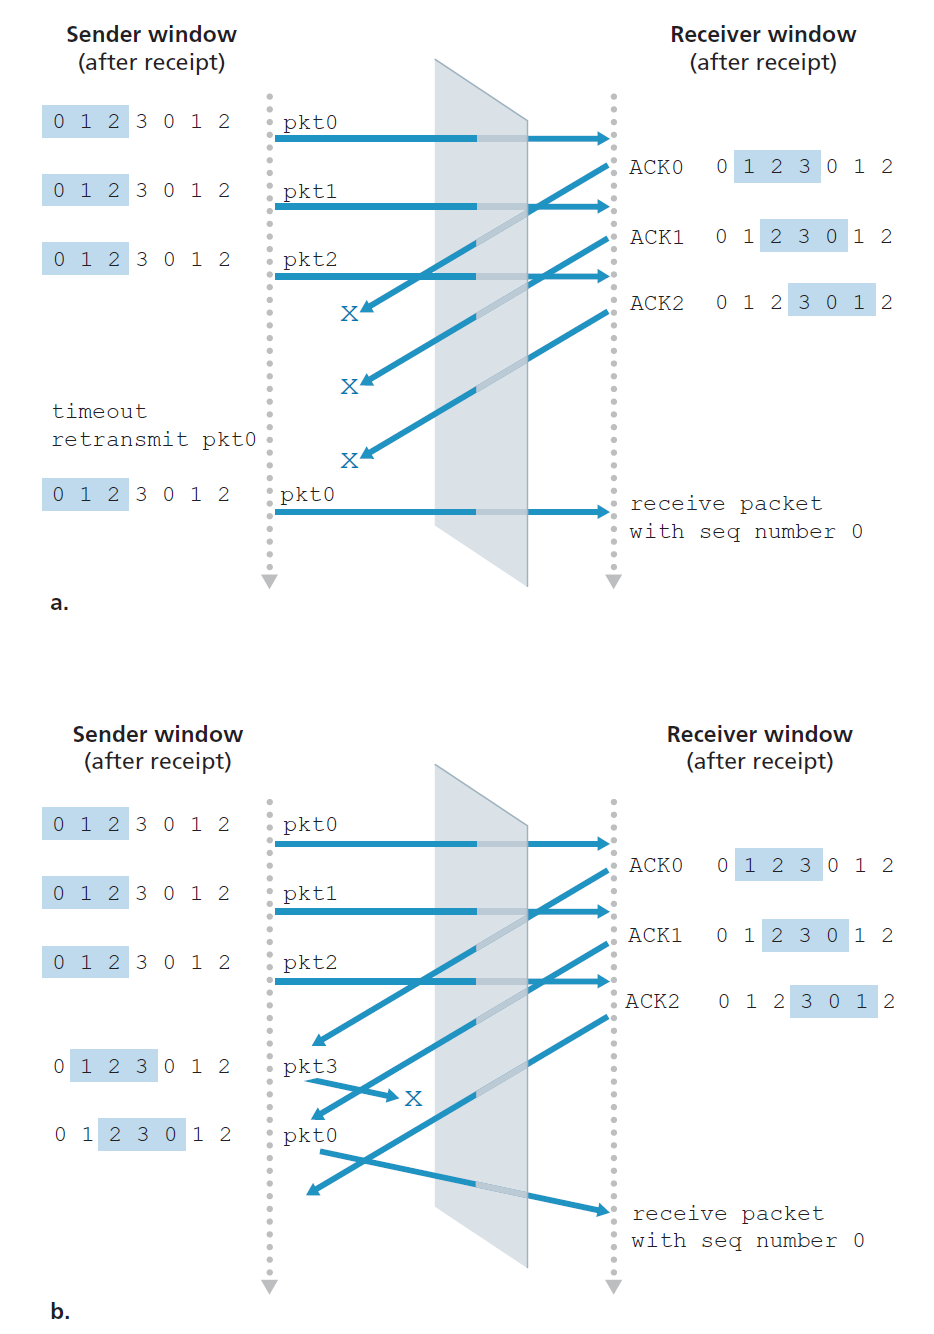 Sender window
(after receipt)
Receiver window
(after receipt)
0 1 2 3 0 1 2
pkt0
ACK0 0 1 2 3 0 1 2
0 1 2 3 0 1 2
pkt1
ACK1 0 1 2 3 0 1 2
0 1 2 3 0 1 2
pkt2
ACK2 0 1 2 3 0 1 2
X
X
timeout
retransmit pkt0
X
0 1 2 3 0 1 2
pkt0
receive packet
with seq number 0
a.
Sender window
(after receipt)
Receiver window
(after receipt)
0 1 2 3 0 1 2
pkt0
ACK0 0 1 2 3 0 1 2
0 1 2 3 0 1 2
pkt1
ACK1 0 1 2 3 0 1 2
0 1 2 3 0 1 2
pkt2
ACK2 0 1 2 3 0 1 2
0 1 2 3 0 1 2
pkt3
X
0 1 2 3 0 1 2
pkt0
receive packet
with seq number 0
b.